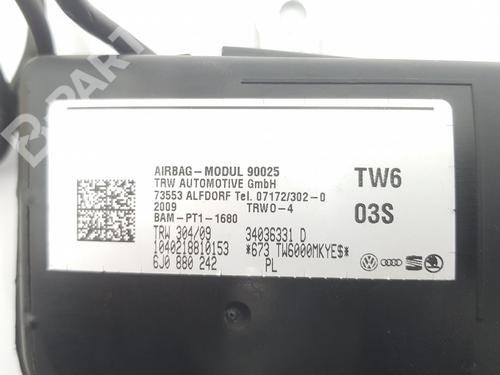 B-PARTS
AIRBAG-MODUL 90025
TRW AUTOMOTIVE GmbH
73553 ALFDORF Tel. 07172/302-0
2009 TRWO-4
BAM-PT1-1680
TRW 304/09 34036331 D
1040218810153 *673 TW6000MKYE$*
6J0 880 242 PL
TW6
03S